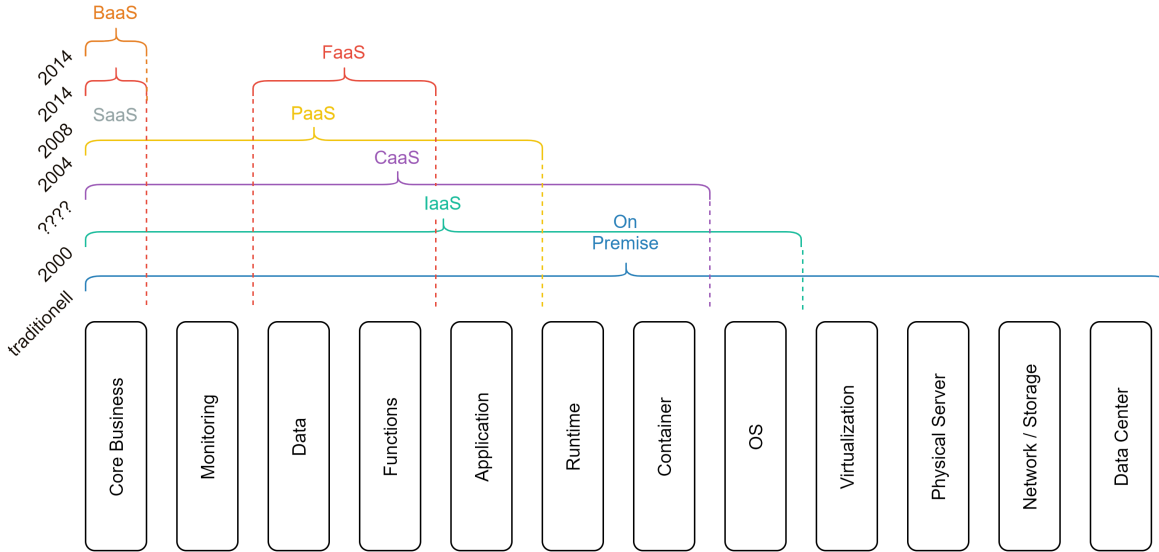 BaaS
2014
FaaS
2014
SaaS
PaaS
2008
CaaS
2004
IaaS
????
On
Premise
2000
traditionell
Core Business
Monitoring
Data
Functions
Application
Runtime
Container
OS
Virtualization
Physical Server
Network / Storage
Data Center